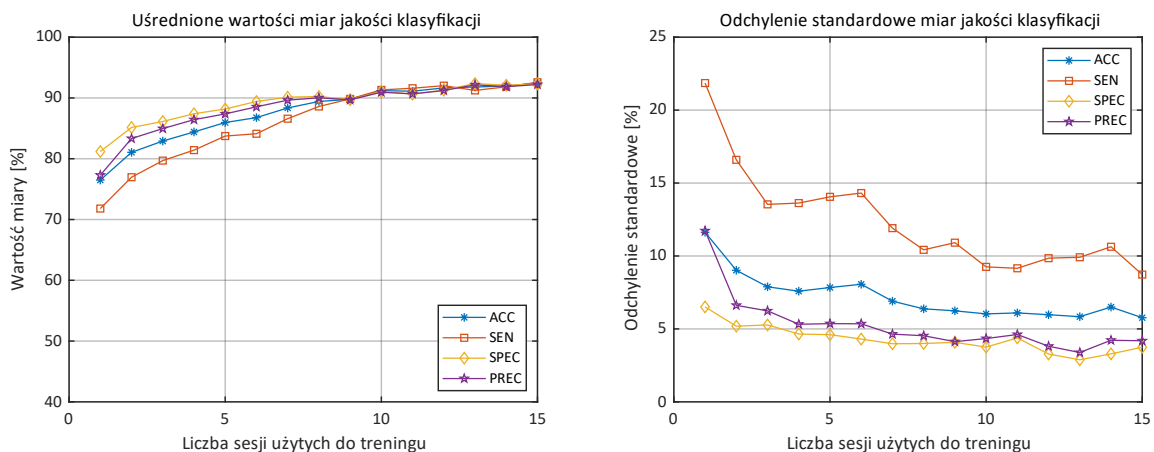 Uśrednione wartości miar jakości klasyfikacji
Wartość miary [%]
100
90
80
70
60
50
40
0
5
10
15
Liczba sesji użytych do treningu
ACC
SEN
SPEC
PREC
Odchylenie standardowe miar jakości klasyfikacji
Odchylenie standardowe [%]
25
20
15
10
5
0
0
5
10
15
Liczba sesji użytych do treningu
ACC
SEN
SPEC
PREC